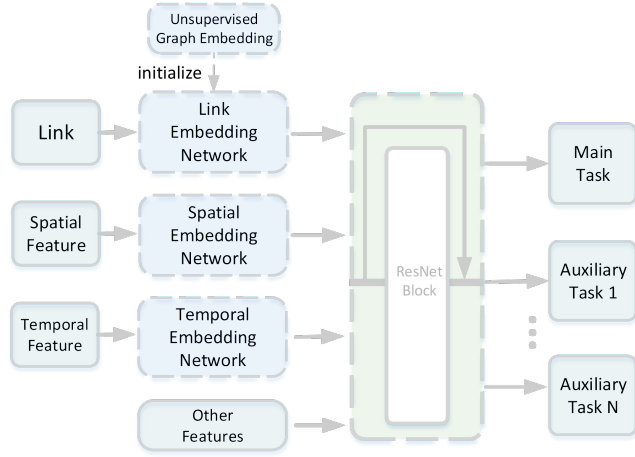 Unsupervised
Graph Embedding
initialize
Link
Link
Embedding
Network
Spatial
Feature
Spatial
Embedding
Network
Temporal
Feature
Temporal
Embedding
Network
Other
Features
ResNet
Block
Main
Task
Auxiliary
Task 1
Auxiliary
Task N